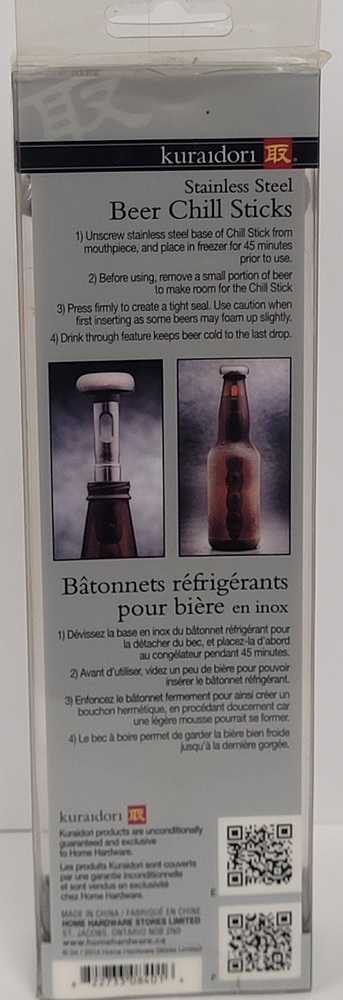 取
kuraidori 取
Stainless Steel
Beer Chill Sticks
1) Unscrew stainless steel base of Chill Stick from
mouthpiece, and place in freezer for 45 minutes
prior to use.
2) Before using, remove a small portion of beer
to make room for the Chill Stick
3) Press firmly to create a tight seal. Use caution when
first inserting as some beers may foam up slightly.
4) Drink through feature keeps beer cold to the last drop.
Bâtonnets réfrigérants
pour bière en inox
1) Dévissez la base en inox du bâtonnet réfrigérant pour
la détacher du bec, et placez-la d'abord
au congélateur pendant 45 minutes.
2) Avant d'utiliser, videz un peu de bière pour pouvoir
insérer le bâtonnet réfrigérant.
3) Enfoncez le bâtonnet fermement pour ainsi créer un
bouchon hermétique, en procédant doucement car
une légère mousse pourrait se former.
4) Le bec à boire permet de garder la bière bien froide
jusqu'à la dernière gorgée.
kuraidori 取
Kuraidori products are unconditionally
guaranteed and exclusive
to Home Hardware.
Les produits Kuraidori sont couverts
par une garantie inconditionnelle
et sont vendus en exclusivité
chez Home Hardware.
E
MADE IN CHINA / FABRIQUÉ EN CHINE
HOME HARDWARE STORES LIMITED
ST. JACOBS, ONTARIO N0B 2N0
www.homehardware.ca
2014 Home Hardware Stores Limited
F